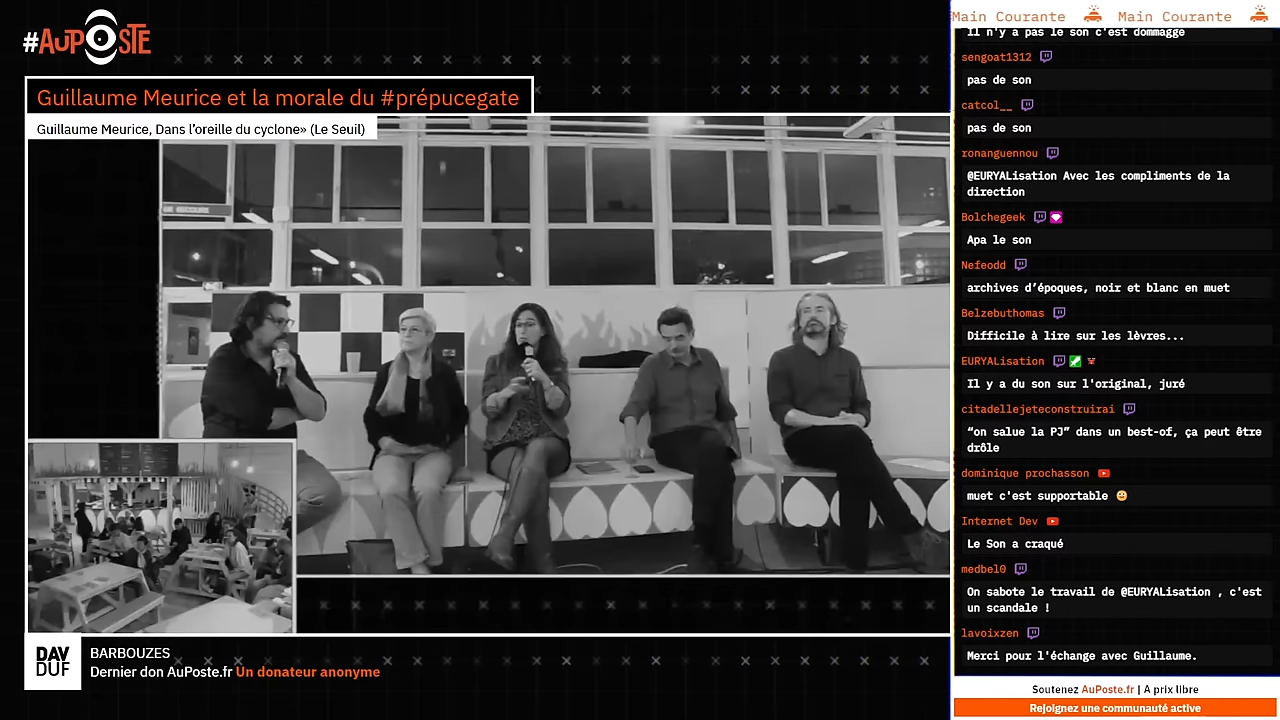 #AUPOSTE
Guillaume Meurice et la morale du #prépucegate
Guillaume Meurice, Dans l’oreille du cyclone» (Le Seuil)
DAV
DUF
BARBOUZES
Dernier don AuPoste.fr Un donateur anonyme
Main Courante Main Courante
Il n'y a pas le son c'est dommagge
sengoat1312
pas de son
catcol__
pas de son
ronanguennou
@EURYALisation Avec les compliments de la
direction
Bolchegeek
Apa le son
Nefeodd
archives d’époques, noir et blanc en muet
Belzebuthomas
Difficile à lire sur les lèvres...
EURYALisation
Il y a du son sur l'original, juré
citadellejeteconstruirai
“on salue la PJ” dans un best-of, ça peut être
drôle
dominique prochasson
muet c'est supportable
Internet Dev
Le Son a craqué
medbel0
On sabote le travail de @EURYALisation , c'est
un scandale !
lavoixzen
Merci pour l'échange avec Guillaume.
Soutenez AuPoste.fr | A prix libre
Rejoignez une communauté active